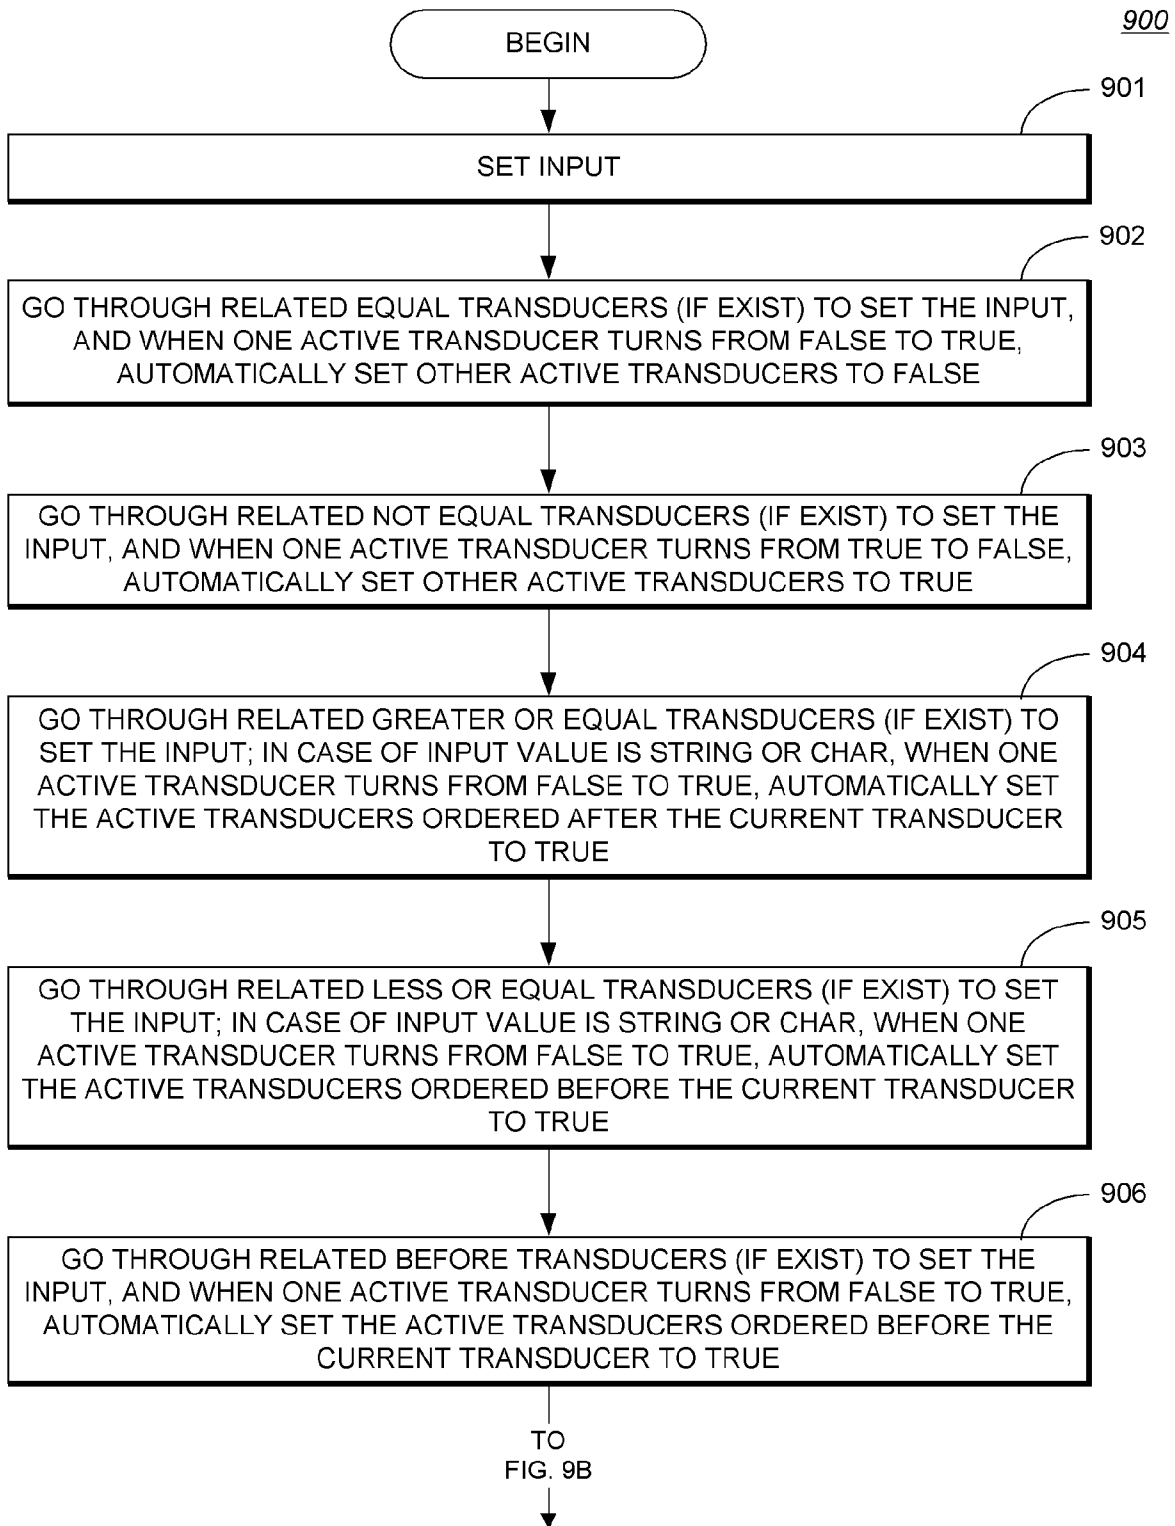 900
BEGIN
901
SET INPUT
902
GO THROUGH RELATED EQUAL TRANSDUCERS (IF EXIST) TO SET THE INPUT,
AND WHEN ONE ACTIVE TRANSDUCER TURNS FROM FALSE TO TRUE,
AUTOMATICALLY SET OTHER ACTIVE TRANSDUCERS TO FALSE
903
GO THROUGH RELATED NOT EQUAL TRANSDUCERS (IF EXIST) TO SET THE
INPUT, AND WHEN ONE ACTIVE TRANSDUCER TURNS FROM TRUE TO FALSE,
AUTOMATICALLY SET OTHER ACTIVE TRANSDUCERS TO TRUE
904
GO THROUGH RELATED GREATER OR EQUAL TRANSDUCERS (IF EXIST) TO
SET THE INPUT; IN CASE OF INPUT VALUE IS STRING OR CHAR, WHEN ONE
ACTIVE TRANSDUCER TURNS FROM FALSE TO TRUE, AUTOMATICALLY SET
THE ACTIVE TRANSDUCERS ORDERED AFTER THE CURRENT TRANSDUCER
TO TRUE
905
GO THROUGH RELATED LESS OR EQUAL TRANSDUCERS (IF EXIST) TO SET
THE INPUT; IN CASE OF INPUT VALUE IS STRING OR CHAR, WHEN ONE
ACTIVE TRANSDUCER TURNS FROM FALSE TO TRUE, AUTOMATICALLY SET
THE ACTIVE TRANSDUCERS ORDERED BEFORE THE CURRENT TRANSDUCER
TO TRUE
906
GO THROUGH RELATED BEFORE TRANSDUCERS (IF EXIST) TO SET THE
INPUT, AND WHEN ONE ACTIVE TRANSDUCER TURNS FROM FALSE TO TRUE,
AUTOMATICALLY SET THE ACTIVE TRANSDUCERS ORDERED BEFORE THE
CURRENT TRANSDUCER TO TRUE
TO
FIG. 9B